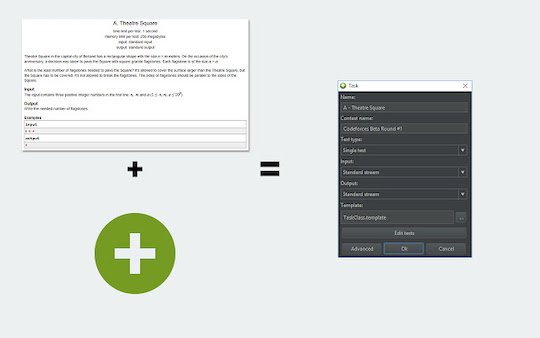 A. Theatre Square
time limit per test: 1 second
memory limit per test: 256 megabytes
input: standard input
output: standard output
Theatre Square in the capital city of Berland has a rectangular shape with the size n × m meters. On the occasion of the city's
anniversary, a decision was taken to pave the Square with square granite flagstones. Each flagstone is of the size a × a.
What is the least number of flagstones needed to pave the Square? It's allowed to cover the surface larger than the Theatre Square, but
the Square has to be covered. It's not allowed to break the flagstones. The sides of flagstones should be parallel to the sides of the
Square.
Input
The input contains three positive integer numbers in the first line: n, m and a (1 ≤ n, m, a ≤ 10⁹).
Output
Write the needed number of flagstones.
Examples
input
6 6 4
output
4
Task
Name:
A - Theatre Square
Contest name:
Codeforces Beta Round #1
Test type:
Single test
Input:
Standard stream
Output:
Standard stream
Template:
TaskClass.template
...
Edit tests
Advanced
Ok
Cancel